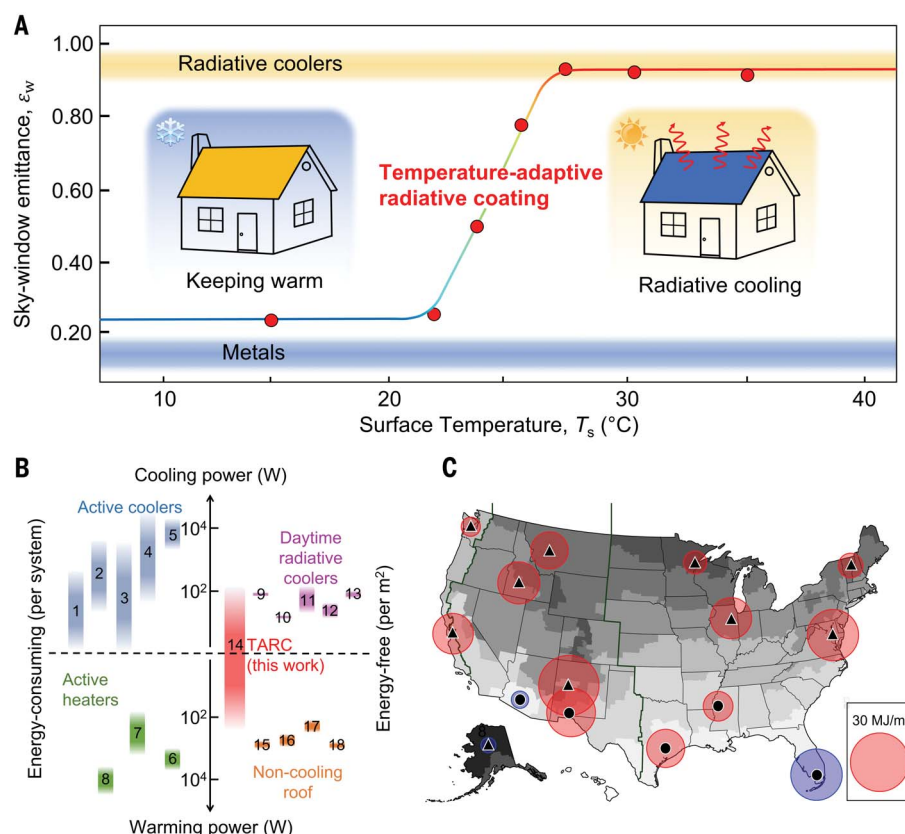 A
Sky-window emittance, εw
1.00
0.80
0.60
0.40
0.20
Radiative coolers
Temperature-adaptive
radiative coating
Keeping warm
Radiative cooling
Metals
10
20
30
40
Surface Temperature, Ts (°C)
B
Cooling power (W)
Energy-consuming (per system)
Energy-free (per m²)
Active coolers
10⁴
10²
10²
10⁴
1
2
3
4
5
Daytime
radiative
coolers
9
10
11
12
13
14
TARC
(this work)
Active
heaters
8
7
6
15
16
17
18
Non-cooling
roof
Warming power (W)
C
8
30 MJ/m